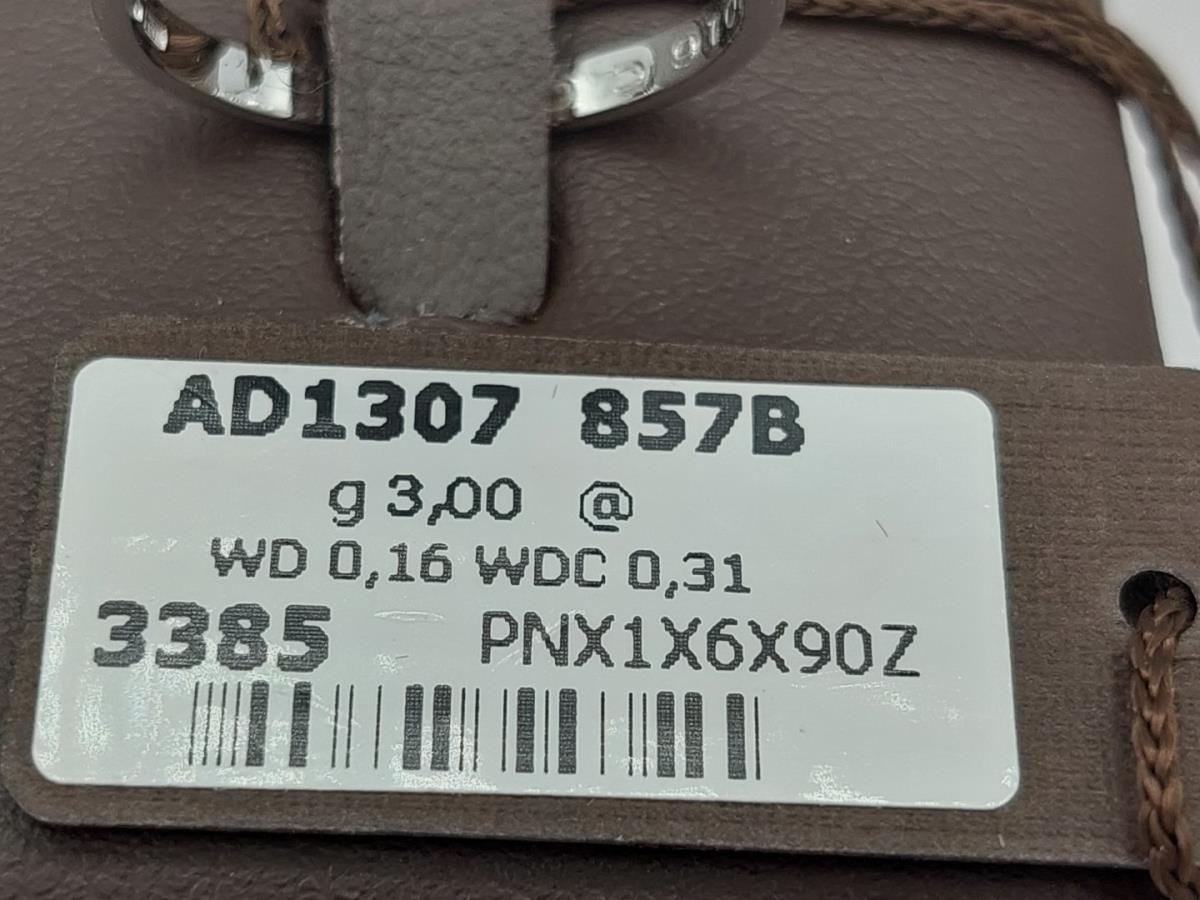 AD1307 857B
g 3,00 @
WD 0,16 WDC 0,31
3385 PNX1X6X90Z